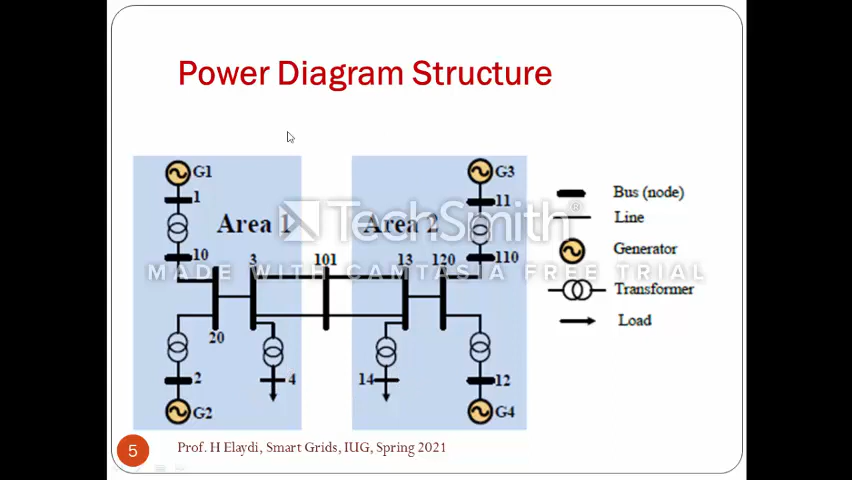 Power Diagram Structure
G1
1
Area 1
10
3
101
20
2
4
G2
G3
11
Area 2
13
120
110
14
12
G4
Bus (node)
Line
Generator
Transformer
Load
TechSmith®
MADE WITH CAMTASIA FREE TRIAL
5
Prof. H Elaydi, Smart Grids, IUG, Spring 2021